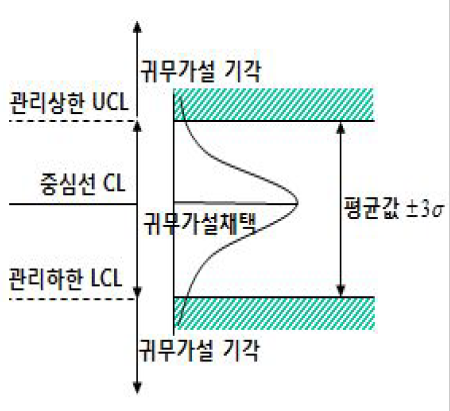 귀무가설 기각
관리상한 UCL
중심선 CL
평균값 ±3σ
귀무가설채택
관리하한 LCL
귀무가설 기각